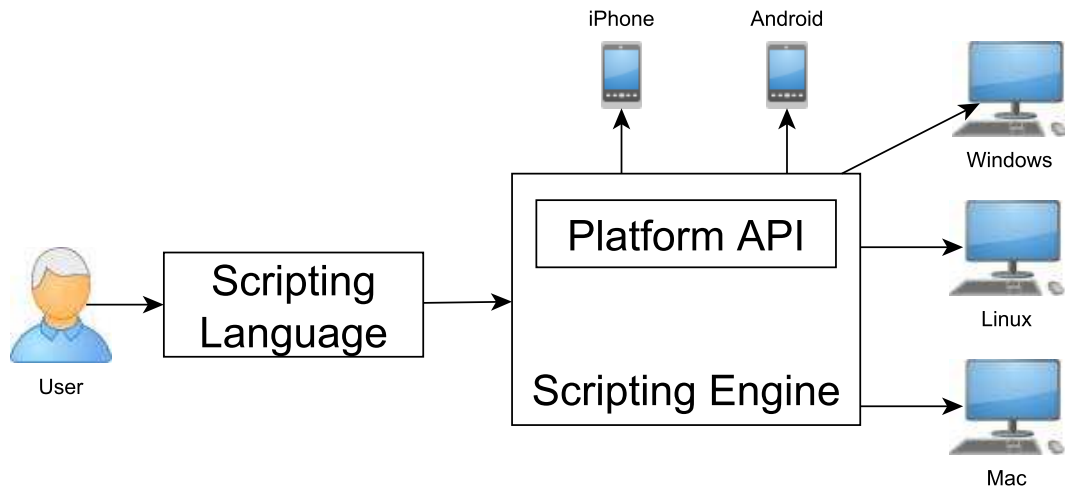 iPhone
Android
Windows
Platform API
Scripting
Language
Linux
User
Scripting Engine
Mac